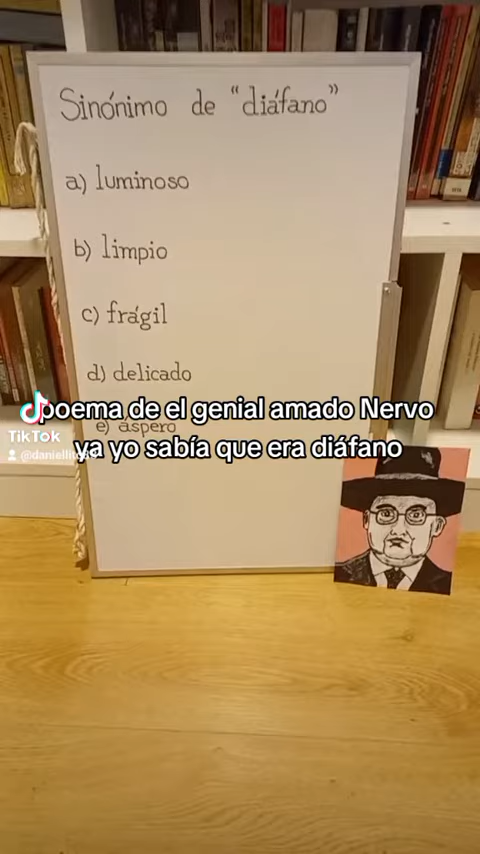 Sinónimo de "diáfano"
a) luminoso
b) limpio
c) frágil
d) delicado
poema de el genial amado Nervo
e) áspero
ya yo sabía que era diáfano
TikTok